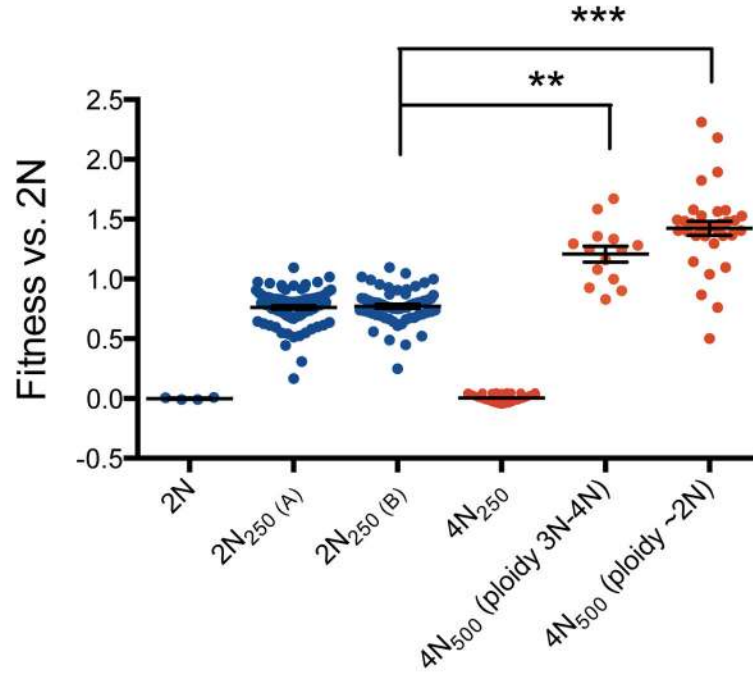 ***
**
2.5
2.0
1.5
1.0
0.5
0.0
-0.5
Fitness vs. 2N
2N
2N250 (A)
2N250 (B)
4N250
4N500 (ploidy 3N-4N)
4N500 (ploidy ~2N)